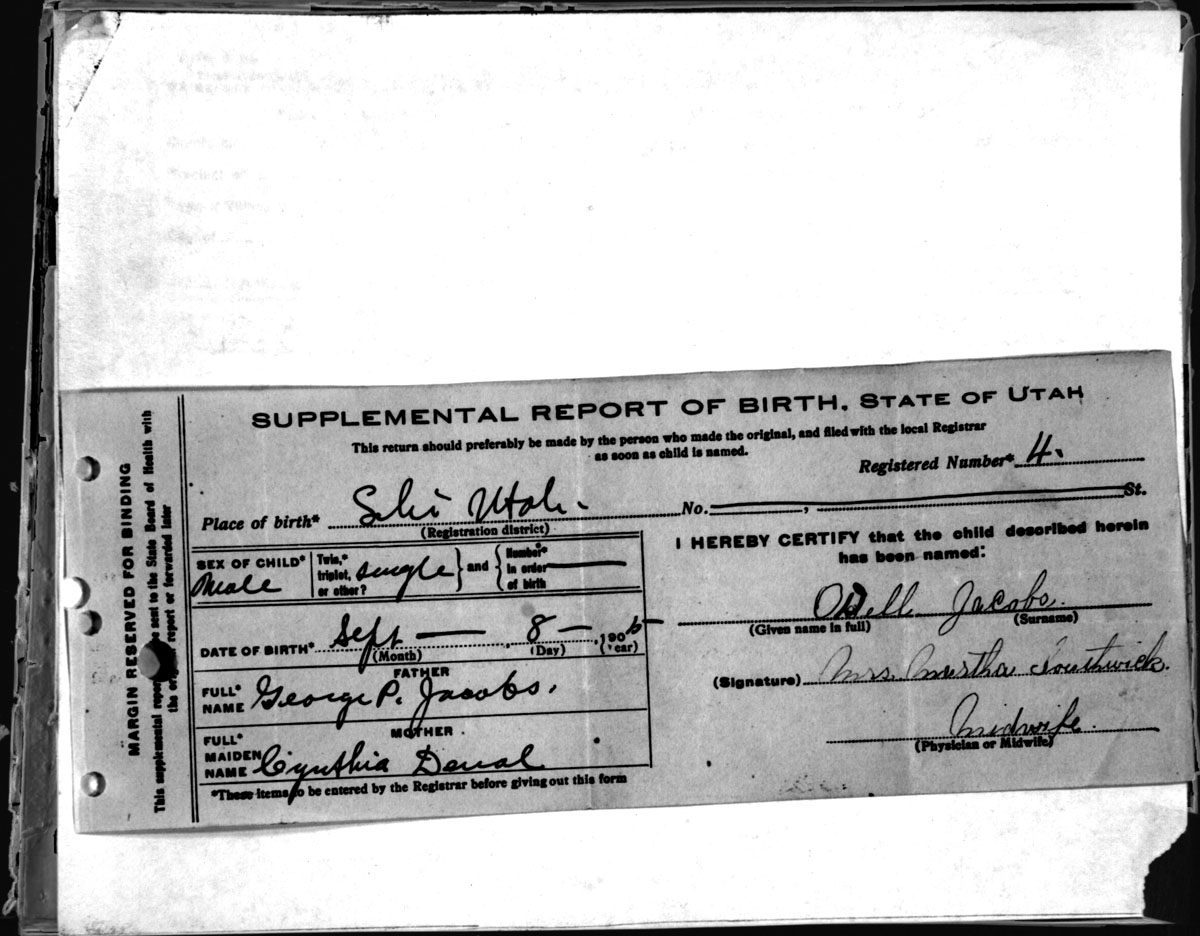 SUPPLEMENTAL REPORT OF BIRTH. STATE OF UTAH
This return should preferably be made by the person who made the original, and filed with the local Registrar
as soon as child is named.
Registered Number* 4.
Place of birth* Utah. No. , St.
(Registration district)
SEX OF CHILD* Male
Twin,* triplet, or other? single } and { Number* in order of birth
DATE OF BIRTH* Sept 8 190
(Month) (Day) (Year)
FATHER
FULL* NAME George P. Jacobs.
MOTHER
FULL* MAIDEN NAME Cynthia
*These items to be entered by the Registrar before giving out this form
I HEREBY CERTIFY that the child described herein
has been named:
Odell Jacobs.
(Given name in full) (Surname)
(Signature) Mrs. Southwick.
Midwife.
(Physician or Midwife)
MARGIN RESERVED FOR BINDING
This supplemental report be sent to the State Board of Health with
the report or forwarded later